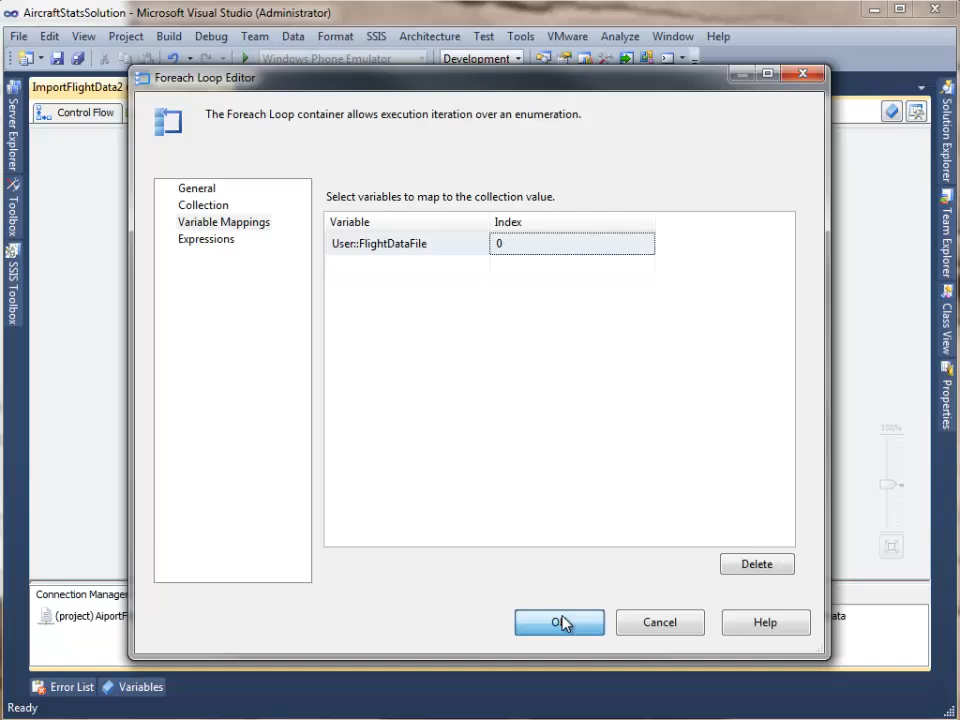 AircraftStatsSolution - Microsoft Visual Studio (Administrator)
File Edit View Project Build Debug Team Data Format SSIS Architecture Test Tools VMware Analyze Window Help
Windows Phone Emulator Development
ImportFlightData2
Control Flow
Server Explorer
Toolbox
SSIS Toolbox
Foreach Loop Editor
The Foreach Loop container allows execution iteration over an enumeration.
General
Collection
Variable Mappings
Expressions
Select variables to map to the collection value.
Variable Index
User::FlightDataFile 0
Delete
OK Cancel Help
Solution Explorer
Team Explorer
Class View
Properties
100%
Connection Manager
(project) AiportF
ata
Error List Variables
Ready